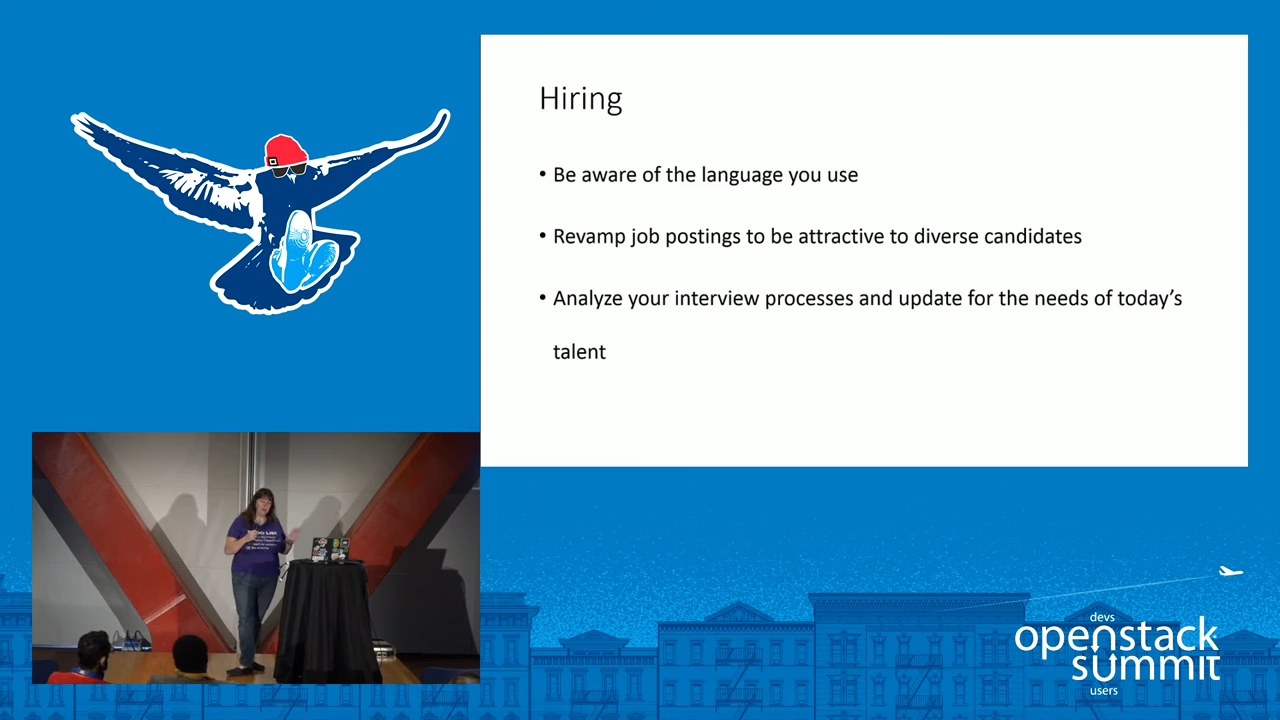 Hiring
• Be aware of the language you use
• Revamp job postings to be attractive to diverse candidates
• Analyze your interview processes and update for the needs of today’s
talent
devs
openstack
summit
users